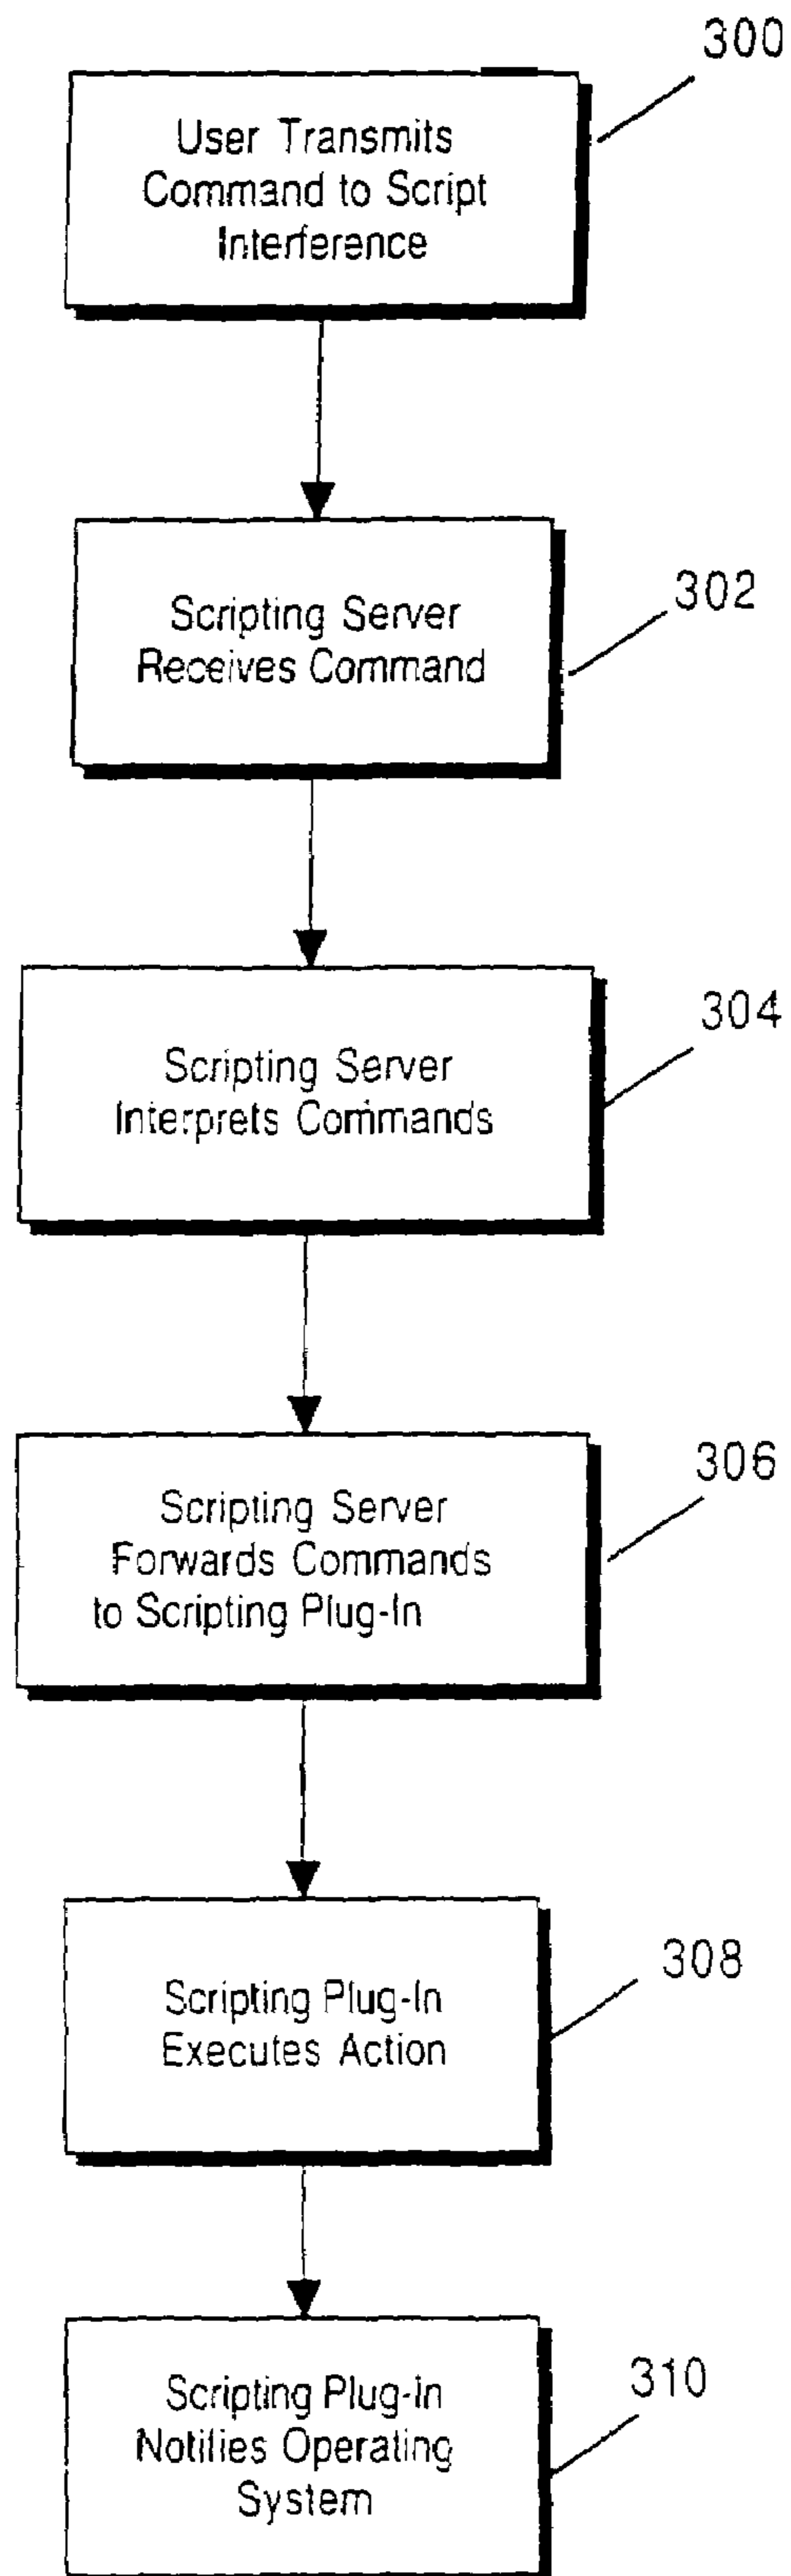 300
User Transmits
Command to Script
Interference
302
Scripting Server
Receives Command
304
Scripting Server
Interprets Commands
306
Scripting Server
Forwards Commands
to Scripting Plug-In
308
Scripting Plug-In
Executes Action
310
Scripting Plug-In
Notifies Operating
System